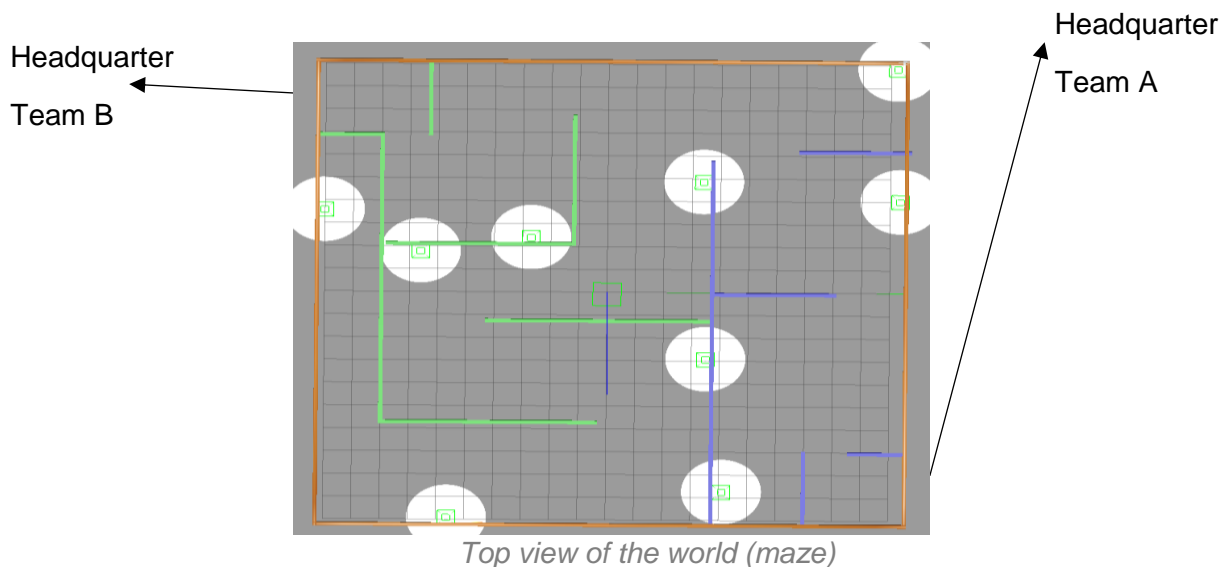 Headquarter
Team B
Headquarter
Team A
Top view of the world (maze)